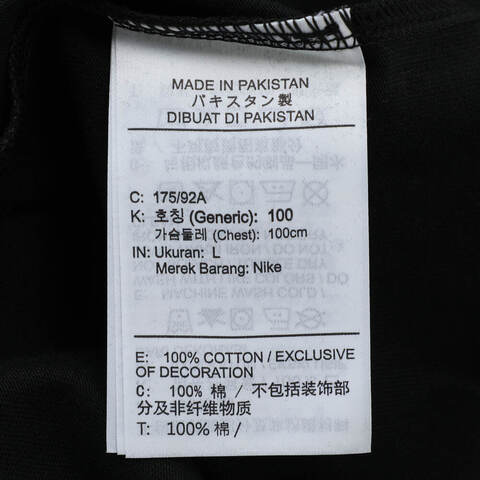 MADE IN PAKISTAN
パキスタン製
DIBUAT DI PAKISTAN
C: 175/92A
K: 호칭 (Generic): 100
가슴둘레 (Chest): 100cm
IN: Ukuran: L
Merek Barang: Nike
E: 100% COTTON / EXCLUSIVE
OF DECORATION
C: 100% 棉 / 不包括装饰部
分及非纤维物质
T: 100% 棉 /